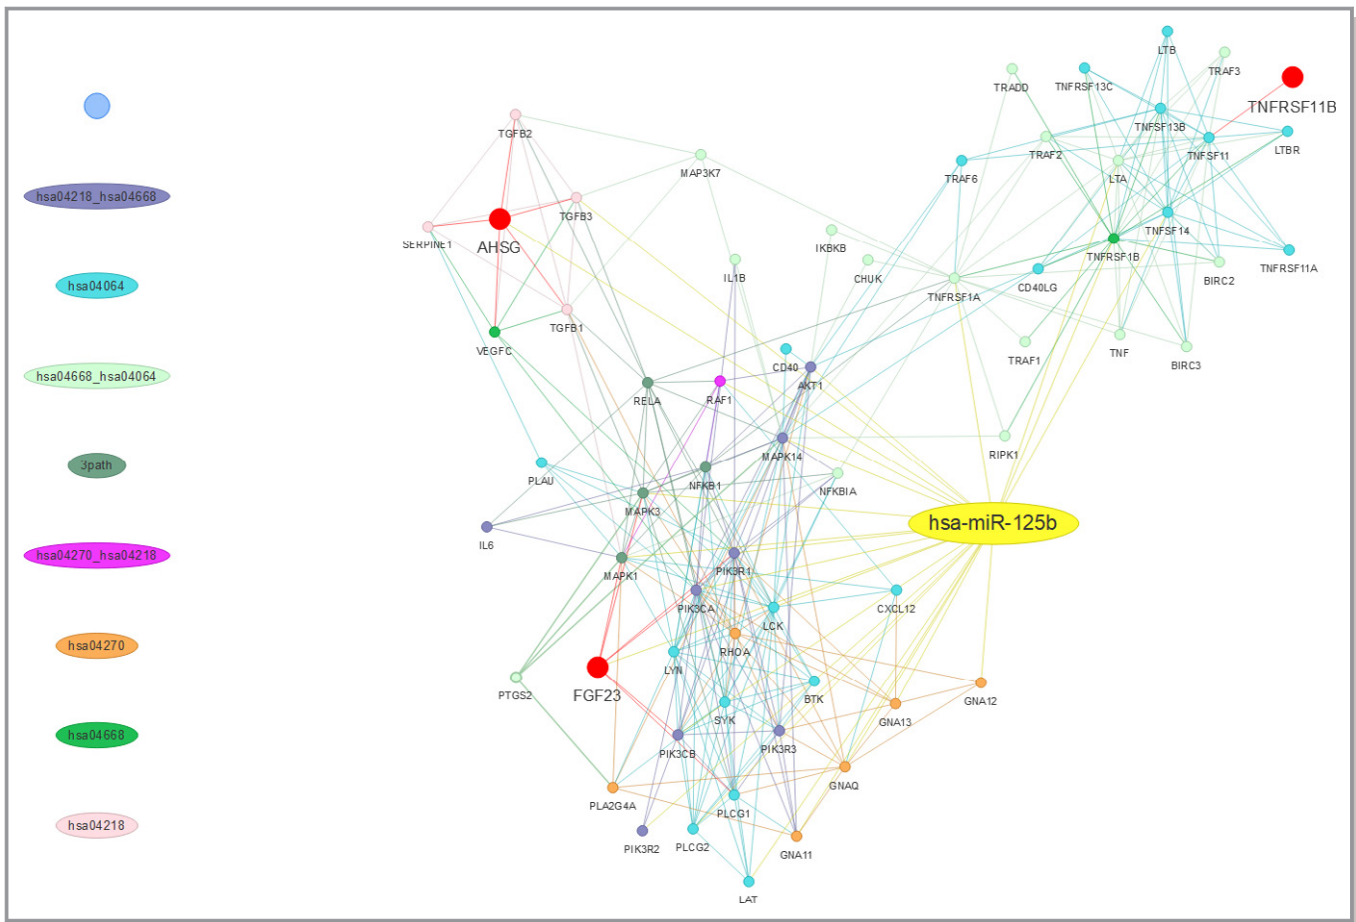 hsa04218_hsa04668
hsa04064
hsa04668_hsa04064
3path
hsa04270_hsa04218
hsa04270
hsa04668
hsa04218
LTB
TRAF3
TRADD
TNFRSF13C
TNFRSF11B
TGFB2
TNFSF13B
TRAF2
TNFSF11
LTBR
MAP3K7
TRAF6
LTA
TGFB3
SERPINE1
AHSG
IKBKB
TNFSF14
TNFRSF1B
TNFRSF11A
IL1B
CHUK
TNFRSF1A
CD40LG
BIRC2
TGFB1
VEGFC
TRAF1
TNF
BIRC3
CD40
AKT1
RELA
RAF1
MAPK14
RIPK1
PLAU
NFKB1
NFKBIA
MAPK3
hsa-miR-125b
IL6
MAPK1
PIK3R1
PIK3CA
CXCL12
LCK
RHOA
LYN
PTGS2
FGF23
BTK
GNA12
SYK
GNA13
PIK3CB
PIK3R3
GNAQ
PLA2G4A
PLCG1
PIK3R2
PLCG2
GNA11
LAT